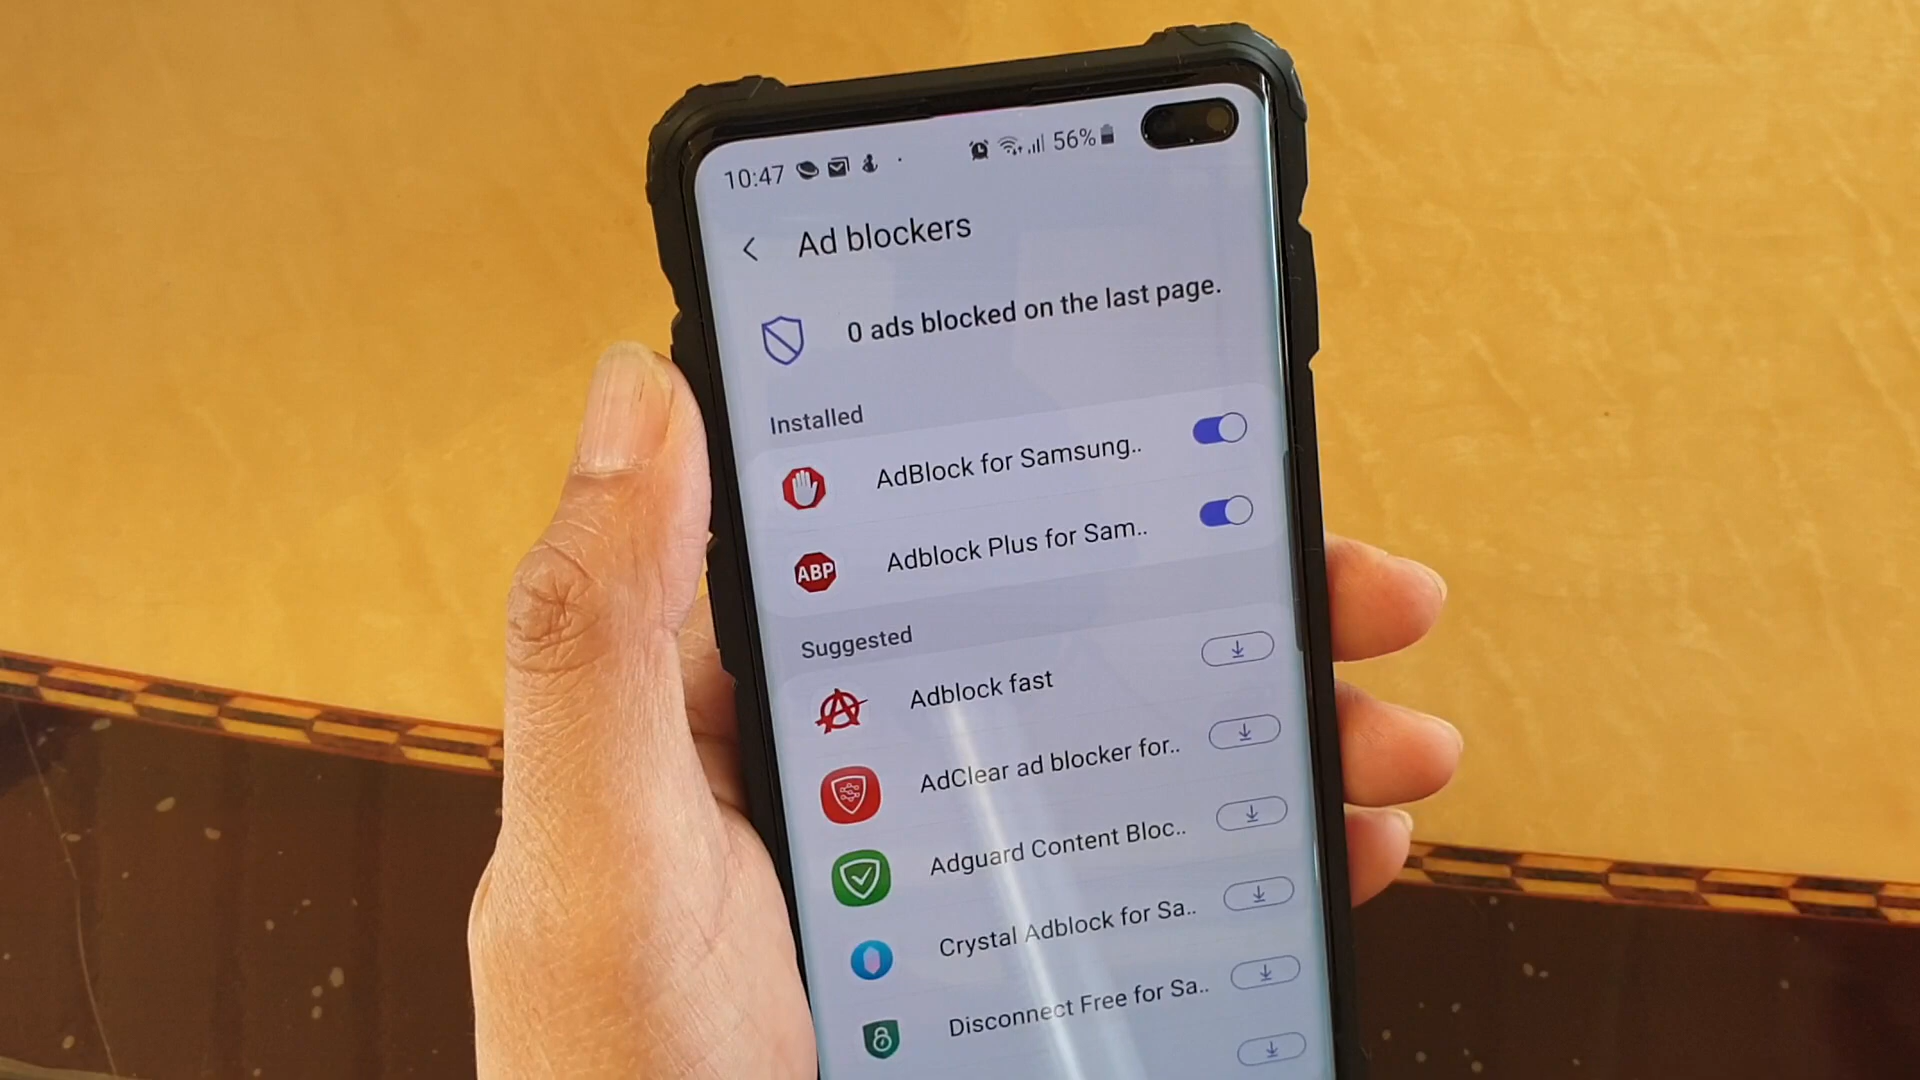 10:47
56%
Ad blockers
0 ads blocked on the last page.
Installed
AdBlock for Samsung..
ABP
Adblock Plus for Sam..
Suggested
Adblock fast
AdClear ad blocker for..
Adguard Content Bloc..
Crystal Adblock for Sa..
Disconnect Free for Sa..